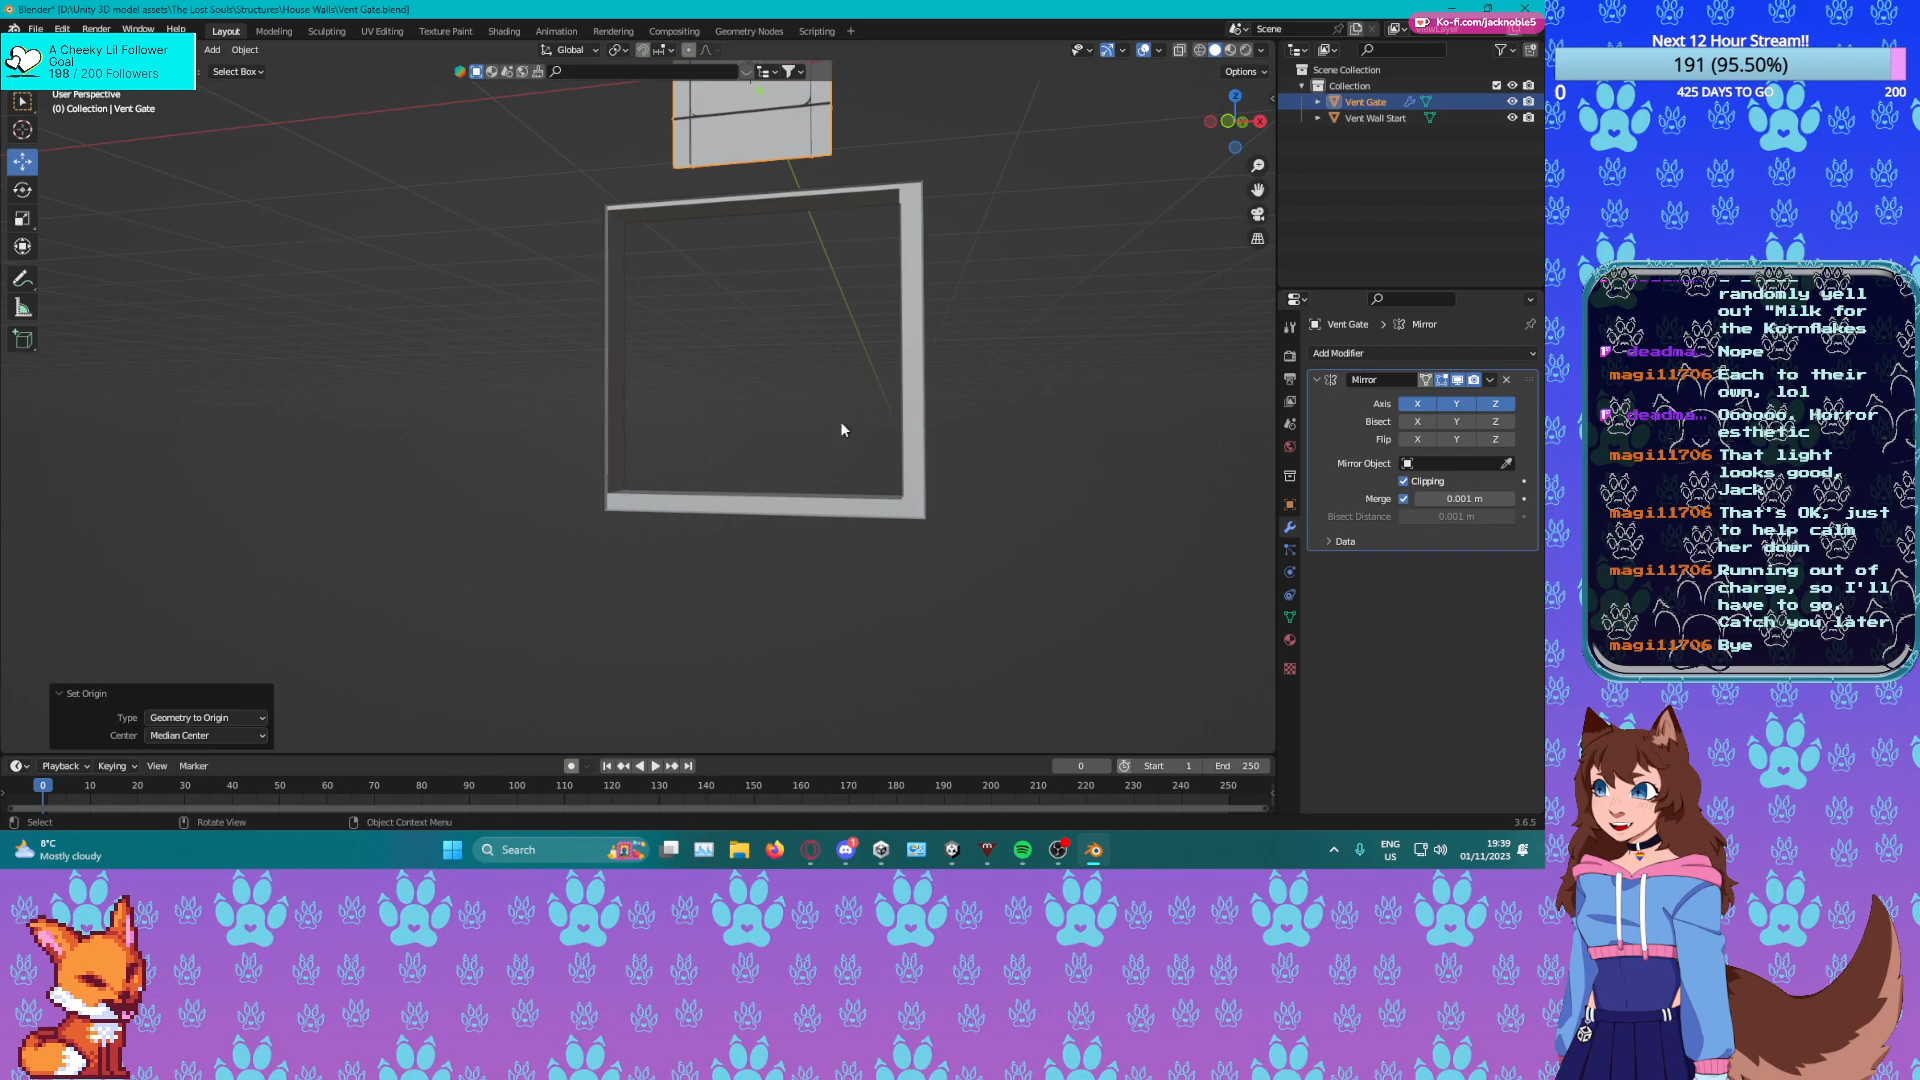 Blender* [D:\Unity 3D model assets\The Lost Souls\Structures\House Walls\Vent Gate.blend]
Ko-fi.com/jacknoble5
File Edit Render Window Layout Modeling Sculpting UV Editing Texture Paint Shading Animation Rendering Compositing Geometry Nodes Scripting +
Scene
A Cheeky Lil Follower
Goal
198 / 200 Followers
Add Object
Global
Select Box
Options
User Perspective
(0) Collection | Vent Gate
Z
Y
X
Scene Collection
Collection
Vent Gate
Vent Wall Start
Vent Gate > Mirror
Add Modifier
Mirror
Axis X Y Z
Bisect X Y Z
Flip X Y Z
Mirror Object
Clipping
Merge 0.001 m
Bisect Distance 0.001 m
Data
Set Origin
Type Geometry to Origin
Center Median Center
Playback Keying View Marker
0 Start 1 End 250
0 10 20 30 40 50 60 70 80 90 100 110 120 130 140 150 160 170 180 190 200 210 220 230 240 250
Select Rotate View Object Context Menu 3.6.5
8°C
Mostly cloudy
Search
1
ENG
US
19:39
01/11/2023
Next 12 Hour Stream!!
191 (95.50%)
0 425 DAYS TO GO 200
randomly yell
out "Milk for
the Kornflakes
deadma... Nope
magi11706 Each to their
own, lol
deadma... Oooooo. Horror
esthetic
magi11706 That light
looks good,
Jack
magi11706 That's OK, just
to help calm
her down
magi11706 Running out of
charge, so I'll
have to go.
Catch you later
magi11706 Bye